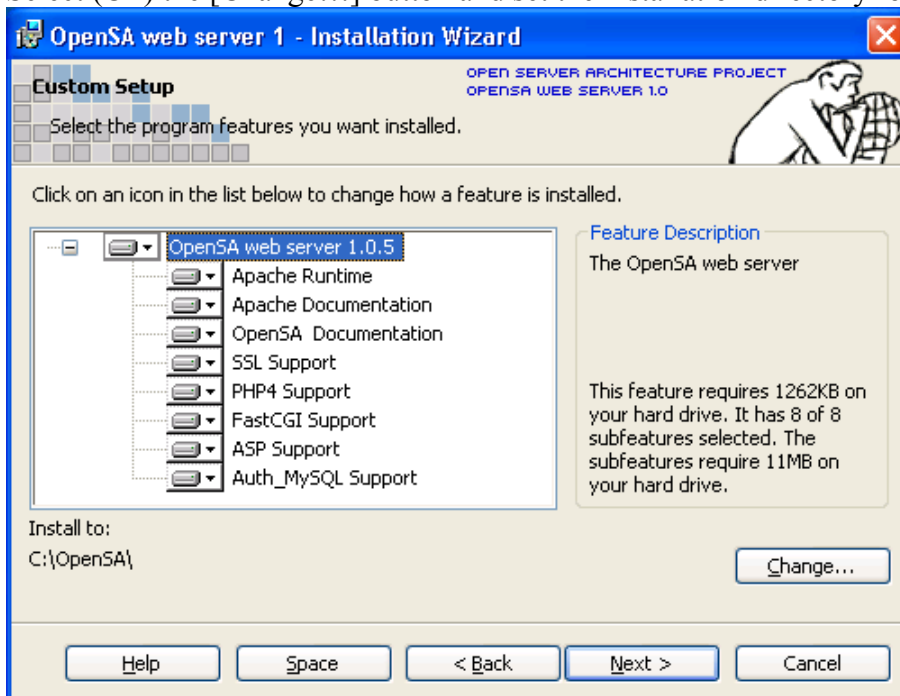 OpenSA web server 1 - Installation Wizard
Custom Setup
OPEN SERVER ARCHITECTURE PROJECT
OPENSA WEB SERVER 1.0
Select the program features you want installed.
Click on an icon in the list below to change how a feature is installed.
OpenSA web server 1.0.5
Apache Runtime
Apache Documentation
OpenSA  Documentation
SSL Support
PHP4 Support
FastCGI Support
ASP Support
Auth_MySQL Support
Feature Description
The OpenSA web server
This feature requires 1262KB on
your hard drive. It has 8 of 8
subfeatures selected. The
subfeatures require 11MB on
your hard drive.
Install to:
C:\OpenSA\
Change...
Help
Space
< Back
Next >
Cancel